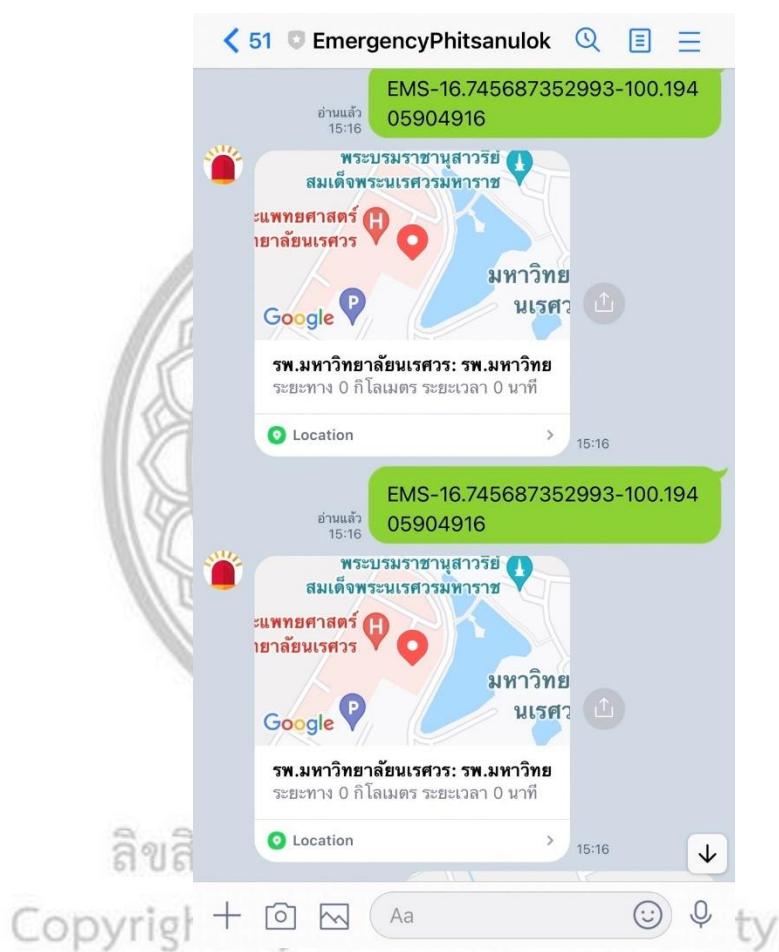 51 EmergencyPhitsanulok
EMS-16.745687352993-100.194
05904916
อ่านแล้ว
15:16
พระบรมราชานุสาวรีย์
สมเด็จพระนเรศวรมหาราช
ะแพทยศาสตร์ H
ทยาลัยนเรศวร
มหาวิทย
นเรศว
Google P
รพ.มหาวิทยาลัยนเรศวร: รพ.มหาวิทย
ระยะทาง 0 กิโลเมตร ระยะเวลา 0 นาที
Location
15:16
EMS-16.745687352993-100.194
05904916
อ่านแล้ว
15:16
พระบรมราชานุสาวรีย์
สมเด็จพระนเรศวรมหาราช
ะแพทยศาสตร์ H
ทยาลัยนเรศวร
มหาวิทย
นเรศว
Google P
รพ.มหาวิทยาลัยนเรศวร: รพ.มหาวิทย
ระยะทาง 0 กิโลเมตร ระยะเวลา 0 นาที
Location
15:16
ลิขสิ
Aa
Copyrigh ty